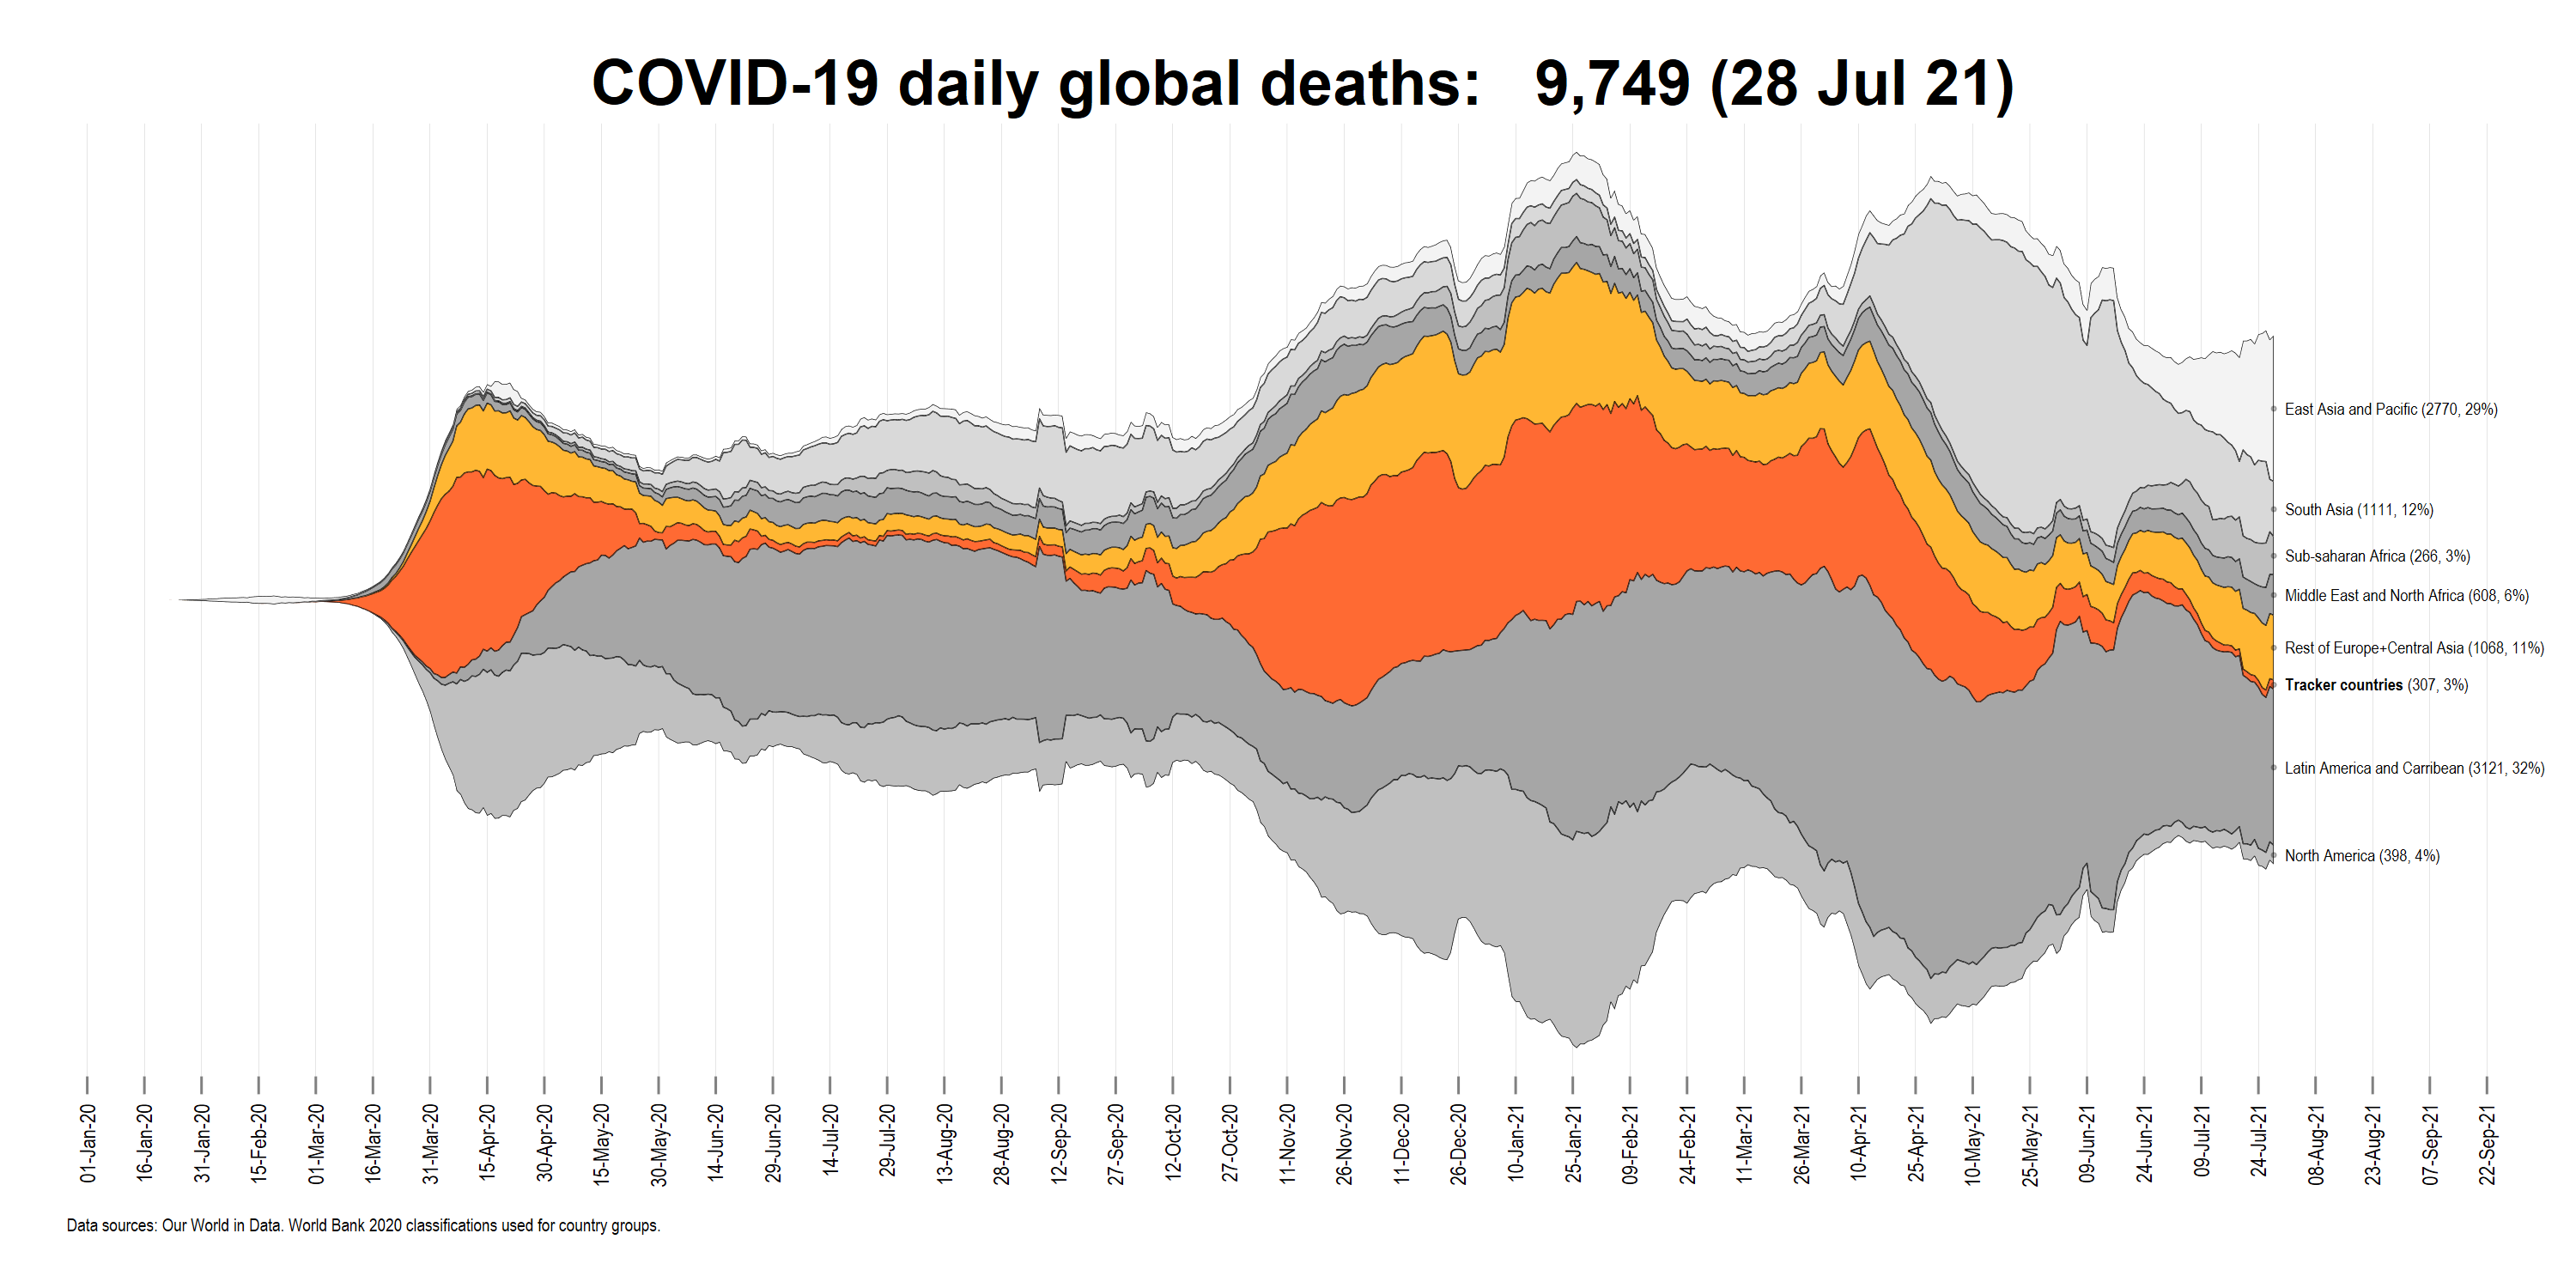 COVID-19 daily global deaths: 9,749 (28 Jul 21)
East Asia and Pacific (2770, 29%)
South Asia (1111, 12%)
Sub-saharan Africa (266, 3%)
Middle East and North Africa (608, 6%)
Rest of Europe+Central Asia (1068, 11%)
Tracker countries (307, 3%)
Latin America and Carribean (3121, 32%)
North America (398, 4%)
01-Jan-20
16-Jan-20
31-Jan-20
15-Feb-20
01-Mar-20
16-Mar-20
31-Mar-20
15-Apr-20
30-Apr-20
15-May-20
30-May-20
14-Jun-20
29-Jun-20
14-Jul-20
29-Jul-20
13-Aug-20
28-Aug-20
12-Sep-20
27-Sep-20
12-Oct-20
27-Oct-20
11-Nov-20
26-Nov-20
11-Dec-20
26-Dec-20
10-Jan-21
25-Jan-21
09-Feb-21
24-Feb-21
11-Mar-21
26-Mar-21
10-Apr-21
25-Apr-21
10-May-21
25-May-21
09-Jun-21
24-Jun-21
09-Jul-21
24-Jul-21
08-Aug-21
23-Aug-21
07-Sep-21
22-Sep-21
Data sources: Our World in Data. World Bank 2020 classifications used for country groups.